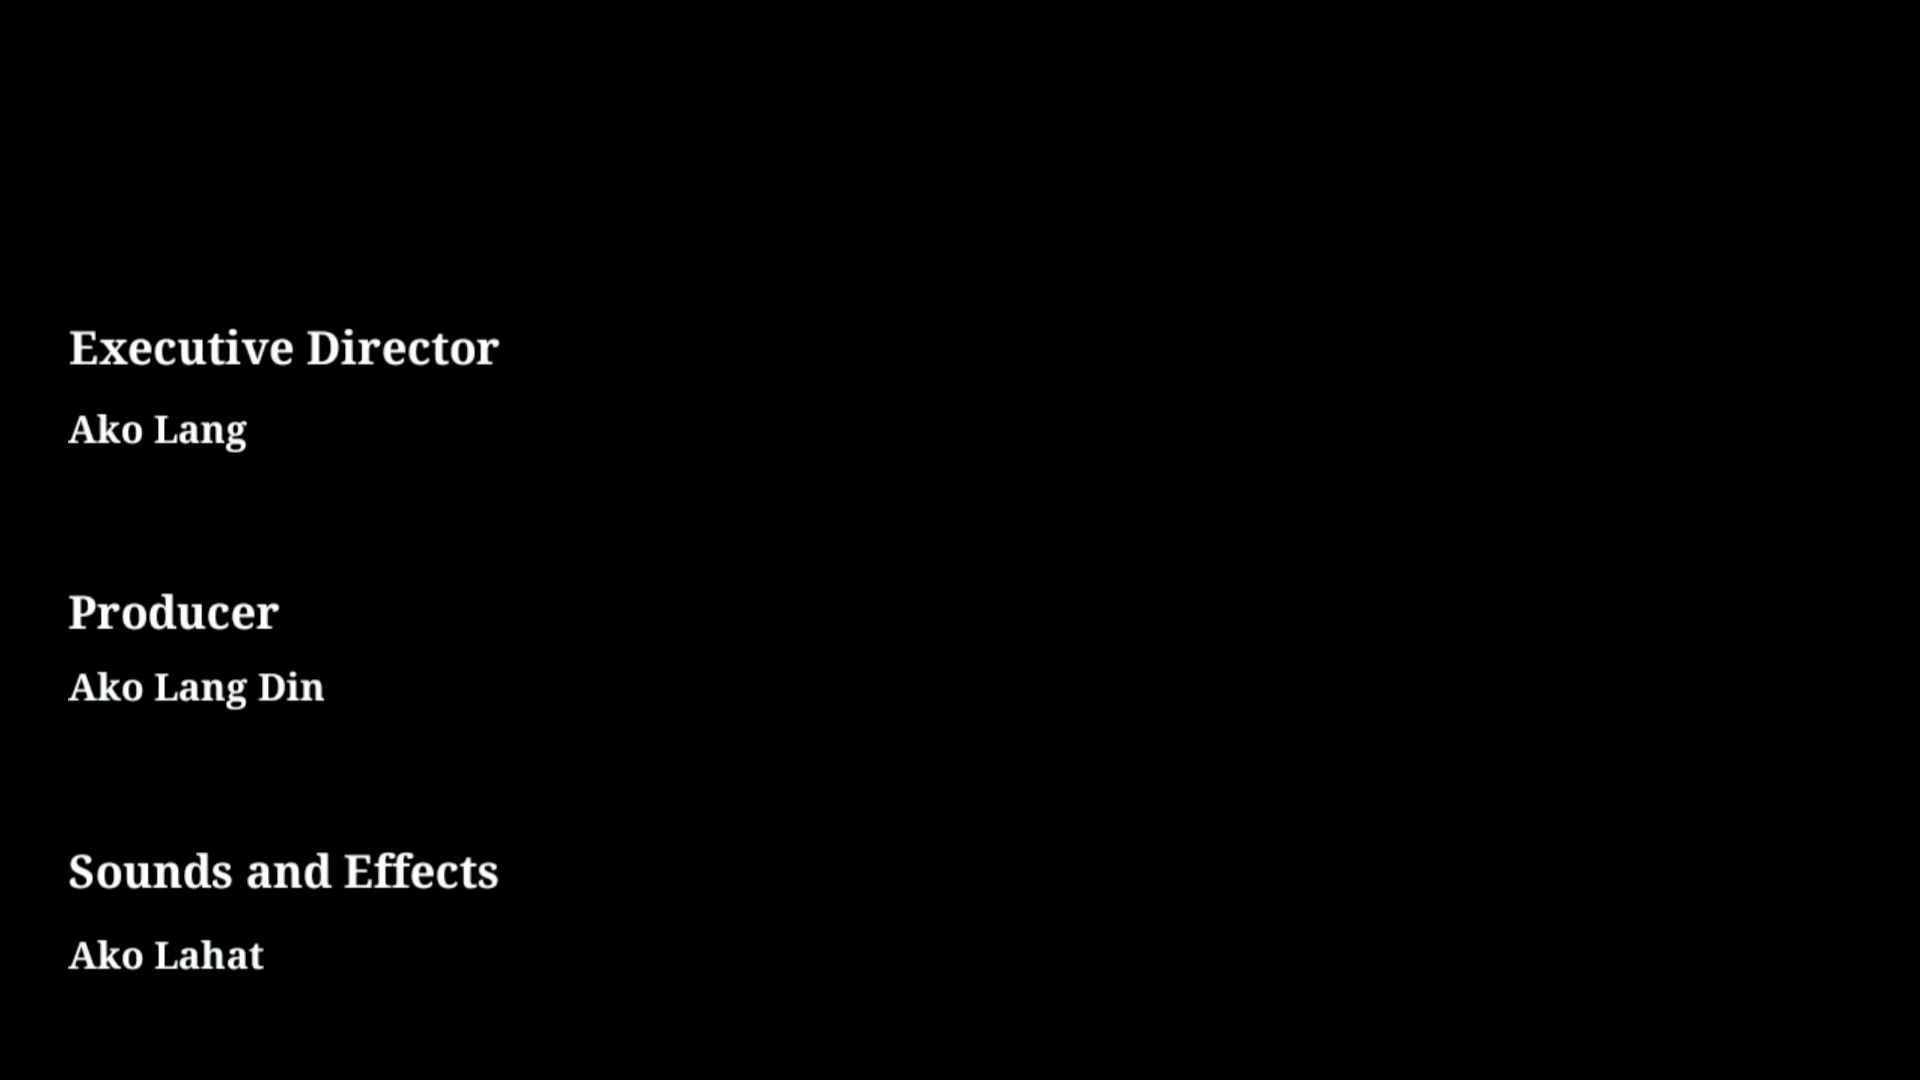 Executive Director
Ako Lang
Producer
Ako Lang Din
Sounds and Effects
Ako Lahat